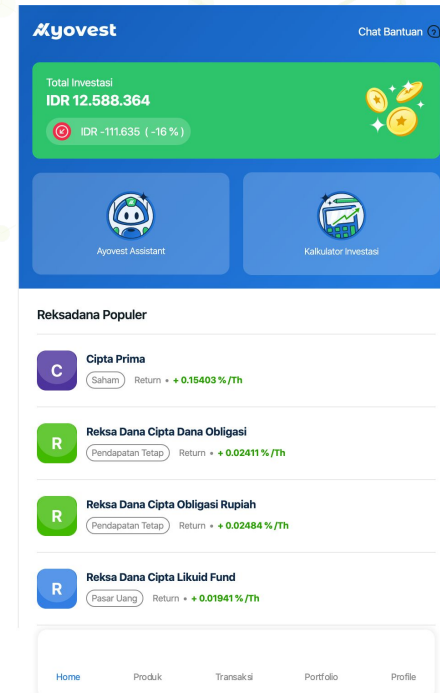 Ayovest
Chat Bantuan
Total Investasi
IDR 12.588.364
IDR -111.635 ( -16 % )
Ayovest Assistant
Kalkulator Investasi
Reksadana Populer
C
Cipta Prima
Saham Return • + 0.15403 % /Th
R
Reksa Dana Cipta Dana Obligasi
Pendapatan Tetap Return • + 0.02411 % /Th
R
Reksa Dana Cipta Obligasi Rupiah
Pendapatan Tetap Return • + 0.02484 % /Th
R
Reksa Dana Cipta Likuid Fund
Pasar Uang Return • + 0.01941 % /Th
Home Produk Transaksi Portfolio Profile